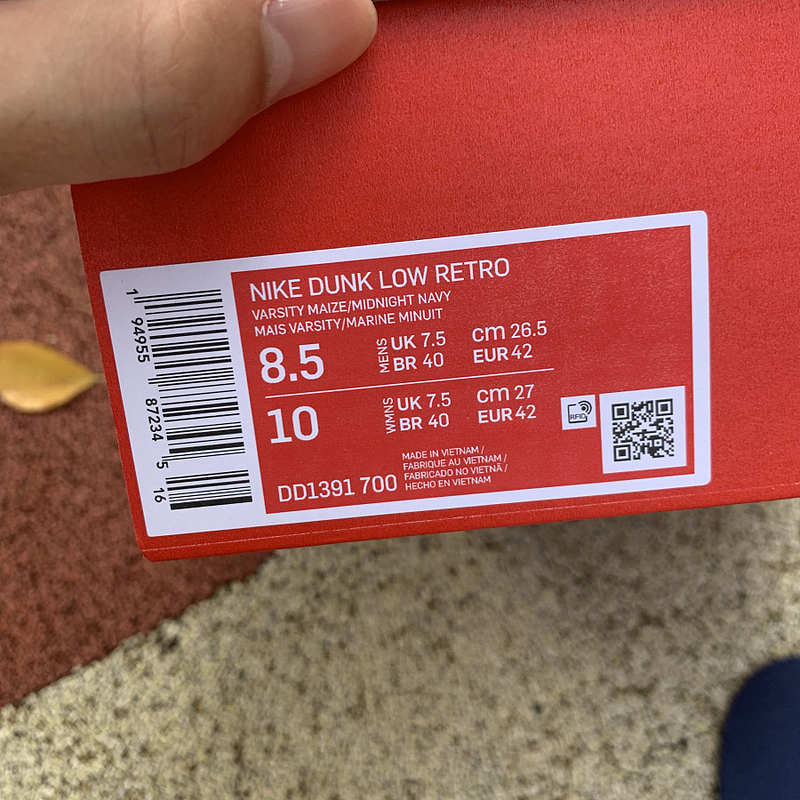 NIKE DUNK LOW RETRO
VARSITY MAIZE/MIDNIGHT NAVY
MAIS VARSITY/MARINE MINUIT
8.5 MENS UK 7.5 cm 26.5
BR 40 EUR 42
10 WMNS UK 7.5 cm 27
BR 40 EUR 42
RFID
DD1391 700
MADE IN VIETNAM /
FABRIQUE AU VIETNAM /
FABRICADO NO VIETNÃ /
HECHO EN VIETNAM
1 94955 87234 5 16